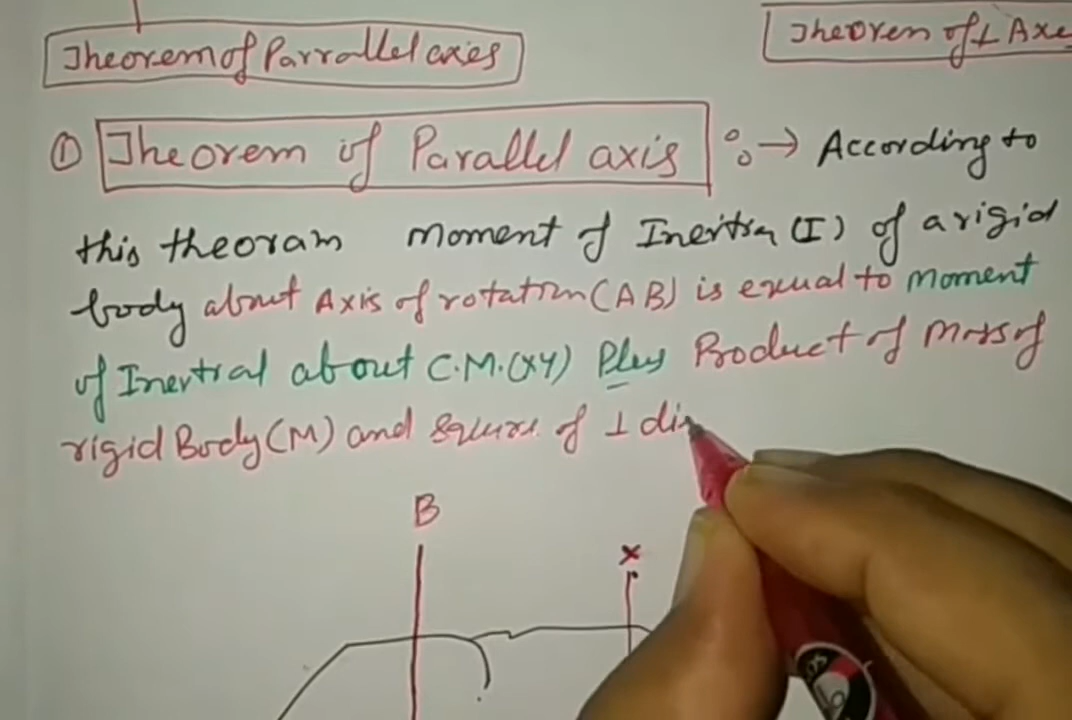 Theorem of Parrallel axes
Theorem of ⊥ Axe
① Theorem of Parallel axis :→ According to
this theoram moment of Inertia (I) of a rigid
body about Axis of rotation (AB) is equal to moment
of Inertial about C.M.(XY) Plus Product of Mass of
rigid Body (M) and square of ⊥ dis
B
X